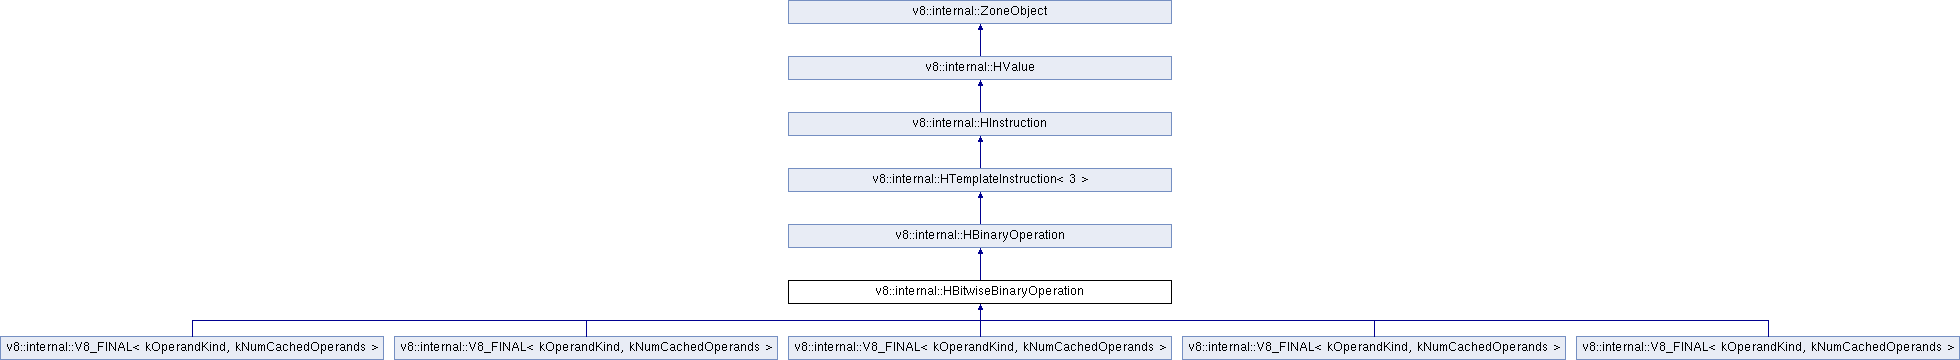 v8::internal::ZoneObject
v8::internal::HValue
v8::internal::HInstruction
v8::internal::HTemplateInstruction< 3 >
v8::internal::HBinaryOperation
v8::internal::HBitwiseBinaryOperation
v8::internal::V8_FINAL< kOperandKind, kNumCachedOperands >
v8::internal::V8_FINAL< kOperandKind, kNumCachedOperands >
v8::internal::V8_FINAL< kOperandKind, kNumCachedOperands >
v8::internal::V8_FINAL< kOperandKind, kNumCachedOperands >
v8::internal::V8_FINAL< kOperandKind, kNumCachedOperands >